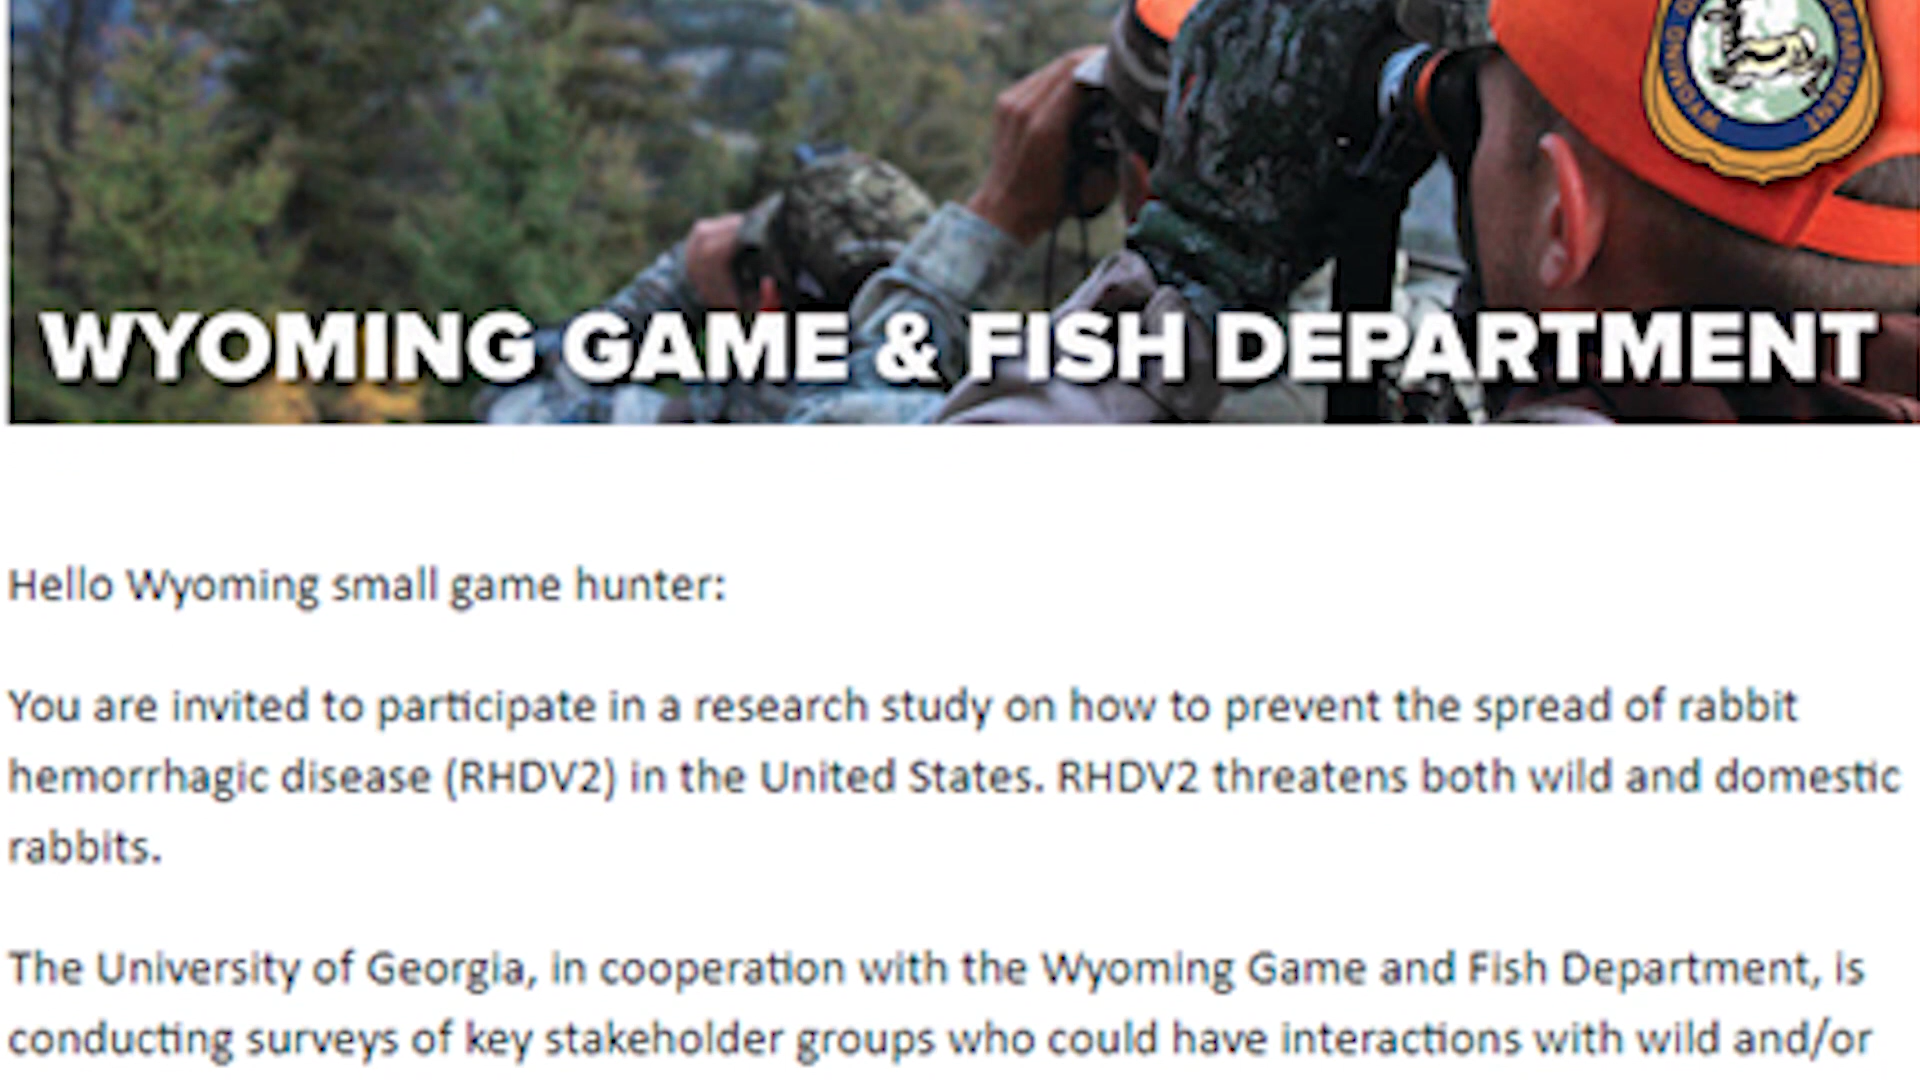 WYOMING DEPARTMENT
WYOMING GAME & FISH DEPARTMENT
Hello Wyoming small game hunter:
You are invited to participate in a research study on how to prevent the spread of rabbit
hemorrhagic disease (RHDV2) in the United States. RHDV2 threatens both wild and domestic
rabbits.
The University of Georgia, in cooperation with the Wyoming Game and Fish Department, is
conducting surveys of key stakeholder groups who could have interactions with wild and/or